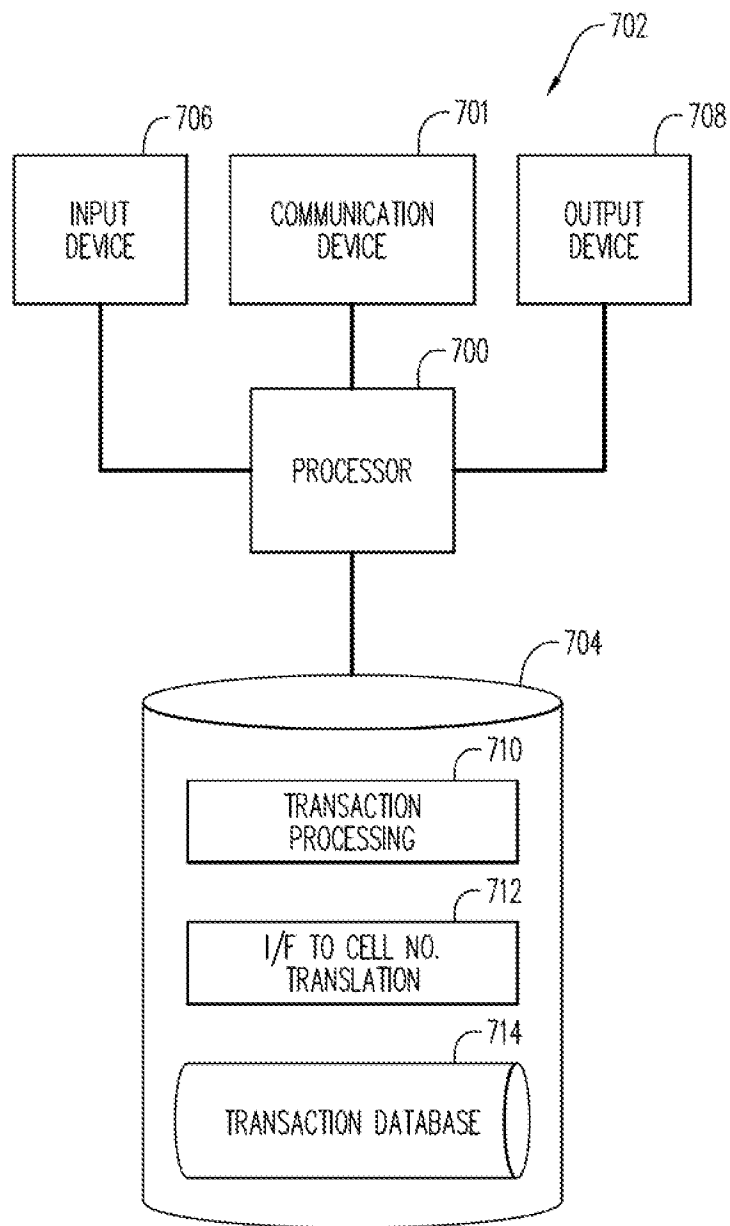 702
706
701
708
INPUT
DEVICE
COMMUNICATION
DEVICE
OUTPUT
DEVICE
700
PROCESSOR
704
710
TRANSACTION
PROCESSING
712
I/F TO CELL NO.
TRANSLATION
714
TRANSACTION DATABASE